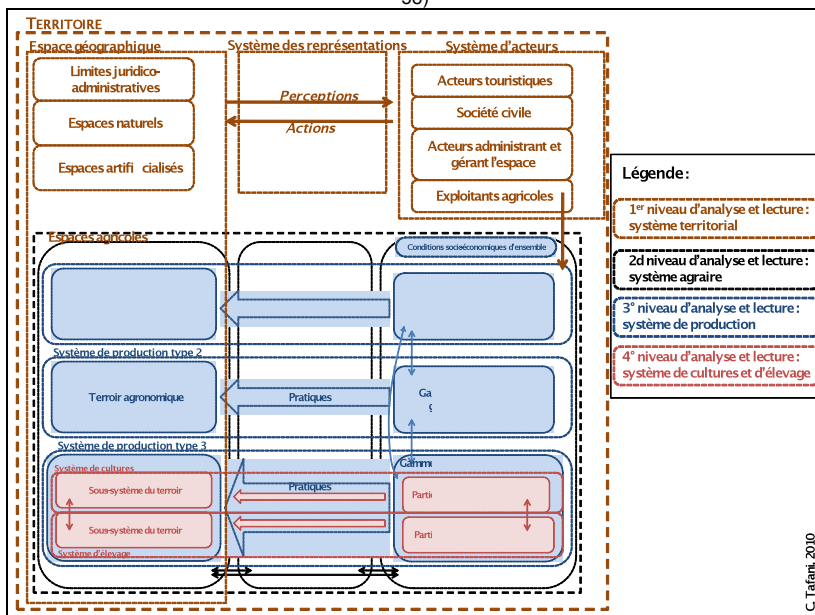 TERRITOIRE
Espace géographique
Système des représentations
Système d'acteurs
Limites juridico-
administratives
Espaces naturels
Espaces artifi cialisés
Perceptions
Actions
Acteurs touristiques
Société civile
Acteurs administrant et
gérant l'espace
Exploitants agricoles
Espaces agricoles
Conditions socioéconomiques d'ensemble
Système de production type 2
Terroir agronomique
Pratiques
Système de production type 3
Système de cultures
Pratiques
Sous-système du terroir
Sous-système du terroir
Système d'élevage
Légende :
1er niveau d'analyse et lecture :
système territorial
2d niveau d'analyse et lecture :
système agraire
3° niveau d'analyse et lecture :
système de production
4° niveau d'analyse et lecture :
système de cultures et d'élevage
C. Tafani, 2010